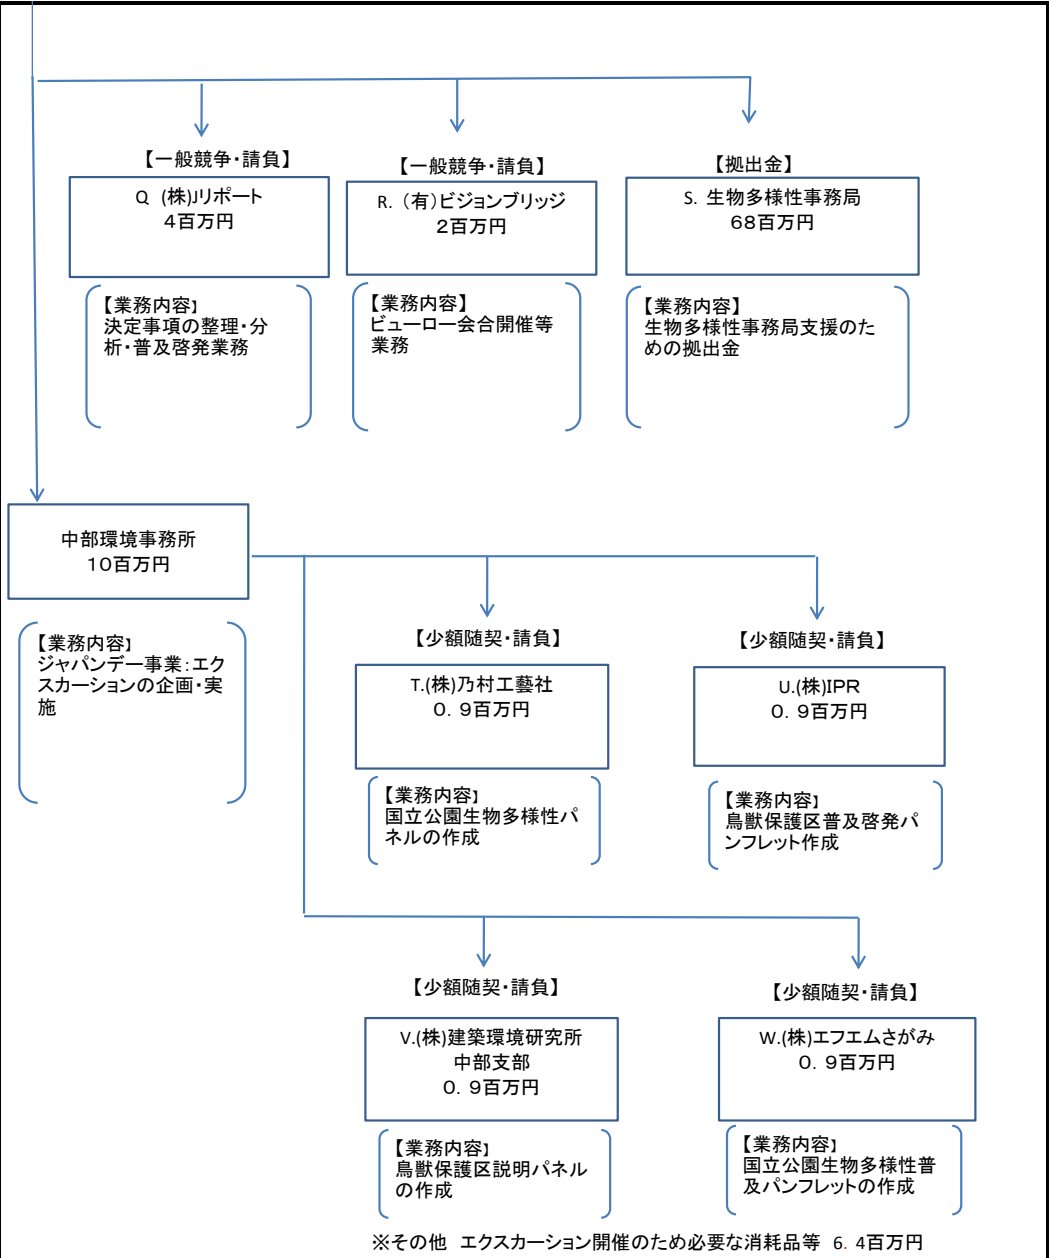 【一般競争・請負】
Q (株)Jリポート
4百万円
【業務内容】
決定事項の整理・分
析・普及啓発業務
【一般競争・請負】
R. (有)ビジョンブリッジ
2百万円
【業務内容】
ビューロー会合開催等
業務
【拠出金】
S. 生物多様性事務局
68百万円
【業務内容】
生物多様性事務局支援のた
めの拠出金
中部環境事務所
10百万円
【業務内容】
ジャパンデー事業:エク
スカーションの企画・実
施
【少額随契・請負】
T.(株)乃村工藝社
0. 9百万円
【業務内容】
国立公園生物多様性パ
ネルの作成
【少額随契・請負】
U.(株)IPR
0. 9百万円
【業務内容】
鳥獣保護区普及啓発パ
ンフレット作成
【少額随契・請負】
V.(株)建築環境研究所
中部支部
0. 9百万円
【業務内容】
鳥獣保護区説明パネル
の作成
【少額随契・請負】
W.(株)エフエムさがみ
0. 9百万円
【業務内容】
国立公園生物多様性普
及パンフレットの作成
※その他 エクスカーション開催のため必要な消耗品等 6. 4百万円